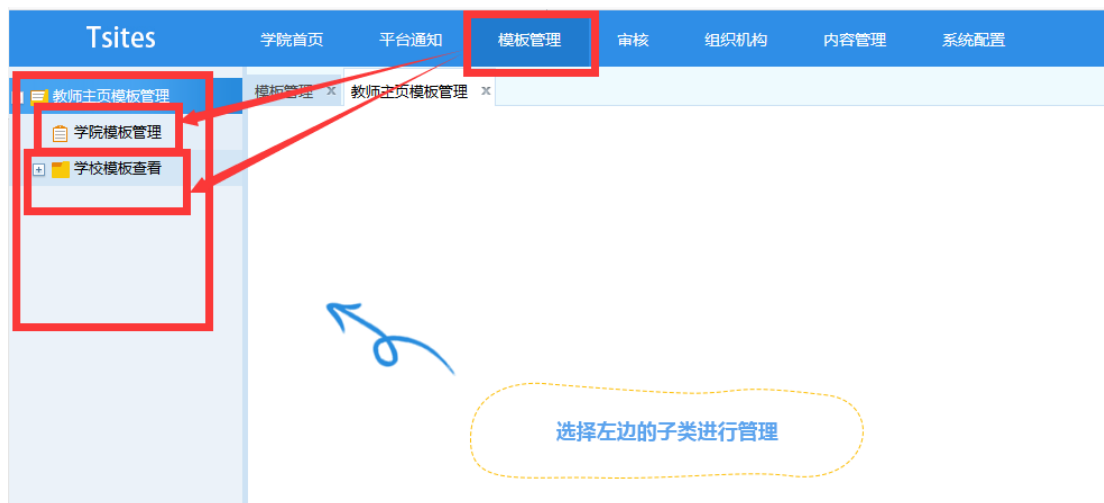 Tsites 学院首页 平台通知 模板管理 审核 组织机构 内容管理 系统配置
教师主页模板管理 模板管理 x 教师主页模板管理 x
学院模板管理
学校模板查看
选择左边的子类进行管理